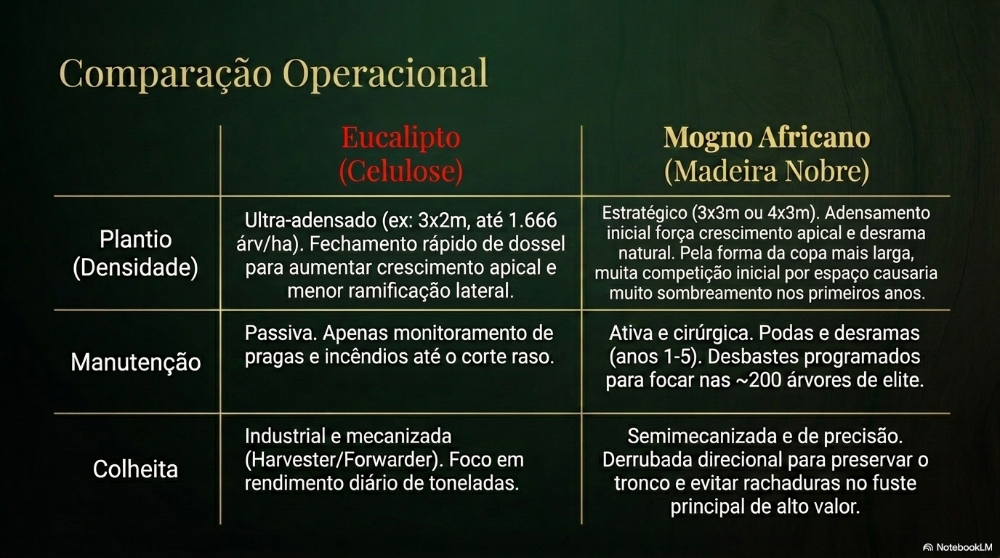 Comparação Operacional
Eucalipto
(Celulose)
Mogno Africano
(Madeira Nobre)
Plantio
(Densidade)
Ultra-adensado (ex: 3x2m, até 1.666
árv/ha). Fechamento rápido de dossel
para aumentar crescimento apical e
menor ramificação lateral.
Estratégico (3x3m ou 4x3m). Adensamento
inicial força crescimento apical e desrama
natural. Pela forma da copa mais larga,
muita competição inicial por espaço causaria
muito sombreamento nos primeiros anos.
Manutenção
Passiva. Apenas monitoramento de
pragas e incêndios até o corte raso.
Ativa e cirúrgica. Podas e desramas
(anos 1-5). Desbastes programados
para focar nas ~200 árvores de elite.
Colheita
Industrial e mecanizada
(Harvester/Forwarder). Foco em
rendimento diário de toneladas.
Semimecanizada e de precisão.
Derrubada direcional para preservar o
tronco e evitar rachaduras no fuste
principal de alto valor.
NotebookLM